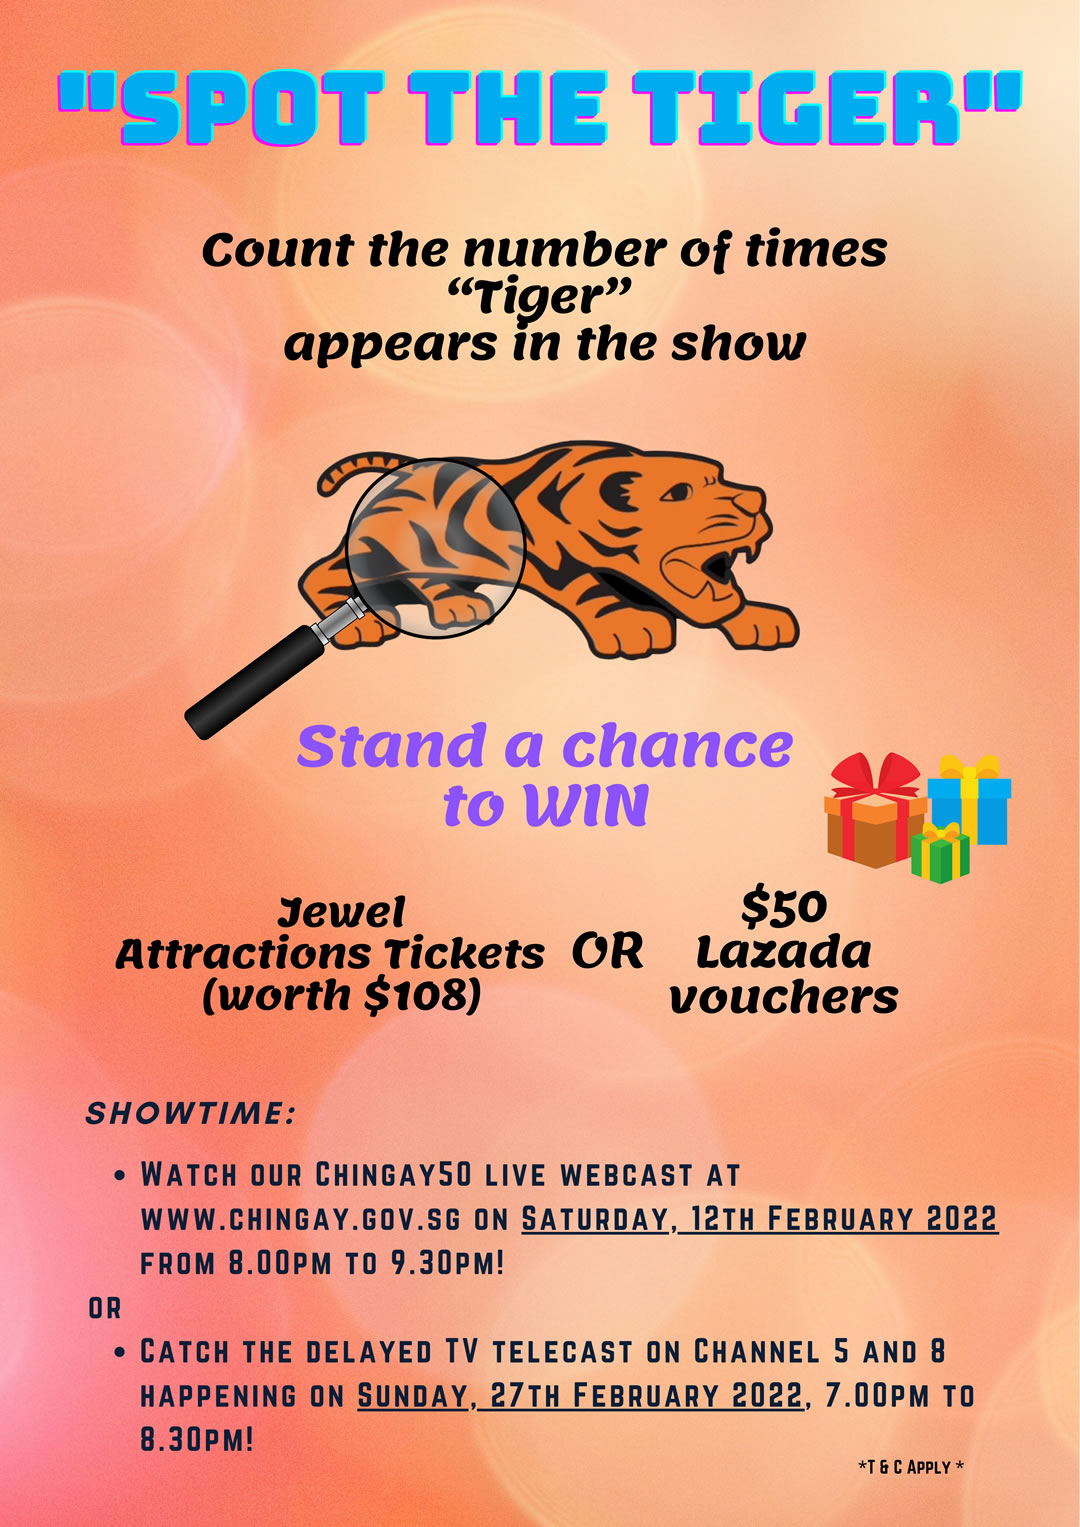 "SPOT THE TIGER"
Count the number of times
“Tiger”
appears in the show
Stand a chance
to WIN
Jewel
Attractions Tickets
(worth $108)
OR
$50
Lazada
vouchers
SHOWTIME:
• Watch our Chingay50 live webcast at
www.chingay.gov.sg on Saturday, 12th February 2022
from 8.00pm to 9.30pm!
or
• Catch the delayed TV telecast on Channel 5 and 8
happening on Sunday, 27th February 2022, 7.00pm to
8.30pm!
*T & C Apply *